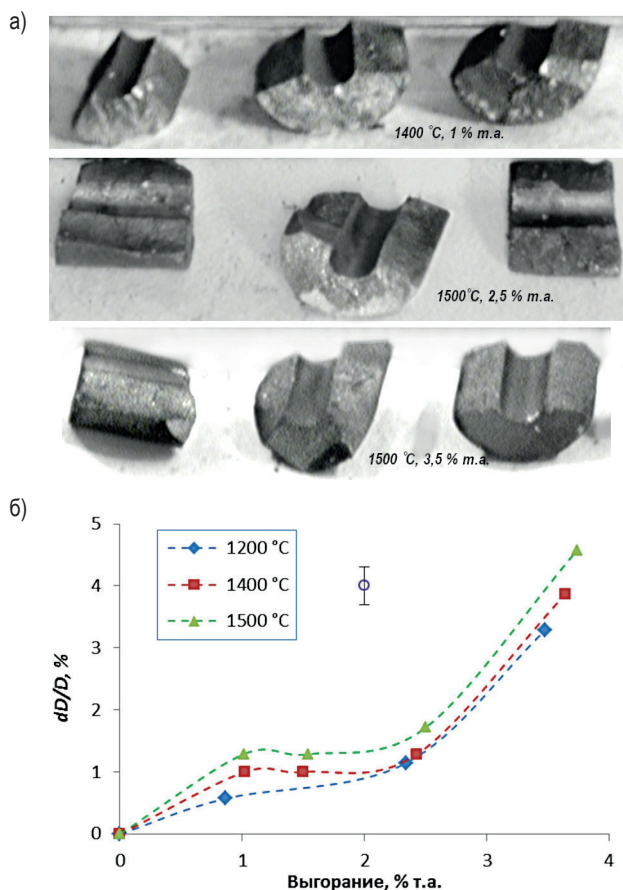 а)
1400 °C, 1 % m.a.
1500°C, 2,5 % m.a.
1500 °C, 3,5 % m.a.
б)
5
4
3
2
1
0
dD/D, %
1200 °C
1400 °C
1500 °C
0 1 2 3 4
Выгорание, % т.а.